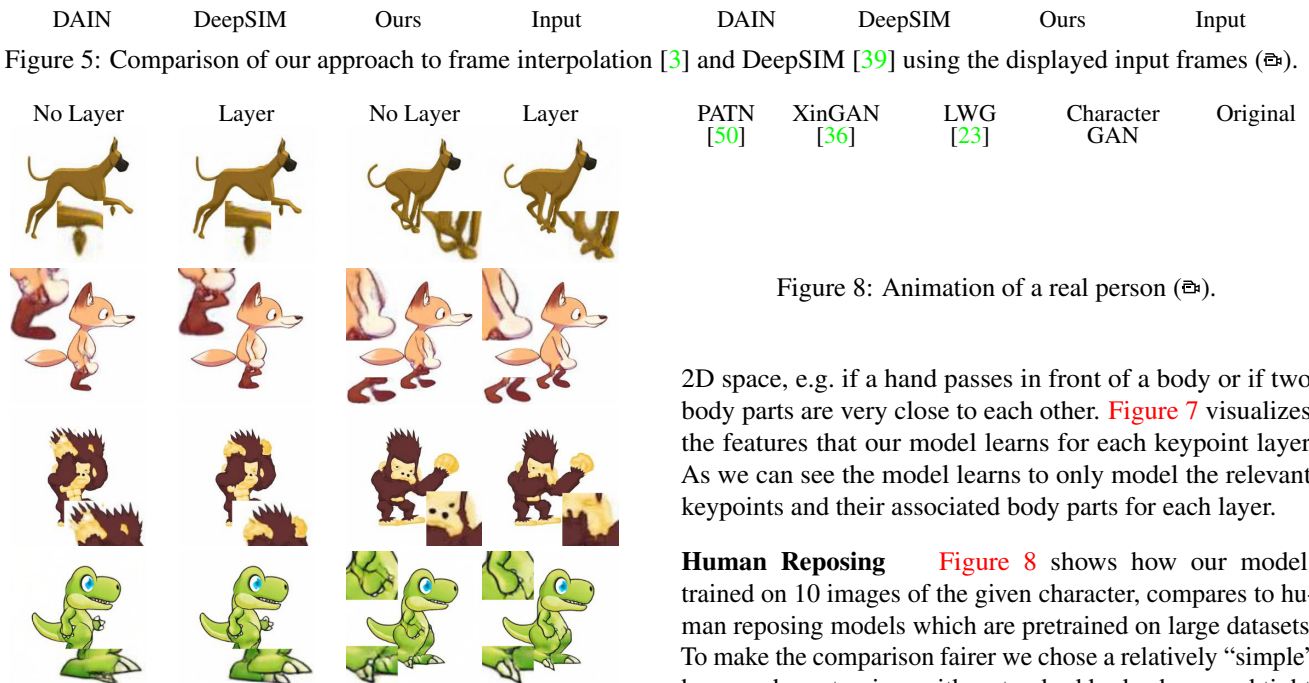 DAIN DeepSIM Ours Input DAIN DeepSIM Ours Input
Figure 5: Comparison of our approach to frame interpolation [3] and DeepSIM [39] using the displayed input frames ().
No Layer Layer No Layer Layer
PATN XinGAN LWG Character Original
[50] [36] [23] GAN
Figure 8: Animation of a real person ().
2D space, e.g. if a hand passes in front of a body or if two
body parts are very close to each other. Figure 7 visualizes
the features that our model learns for each keypoint layer
As we can see the model learns to only model the relevant
keypoints and their associated body parts for each layer.
Human Reposing Figure 8 shows how our model
trained on 10 images of the given character, compares to hu-
man reposing models which are pretrained on large datasets
To make the comparison fairer we chose a relatively “simple”